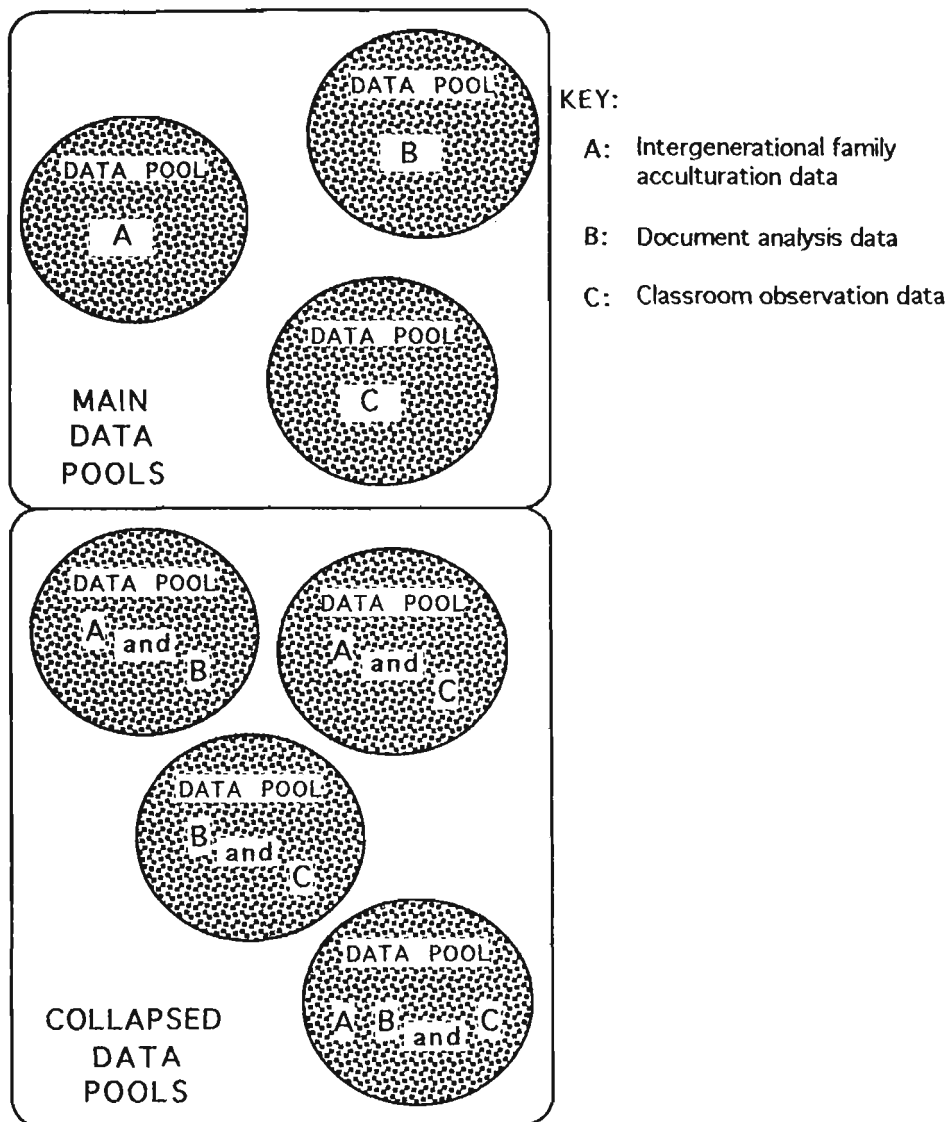 DATA POOL
A
DATA POOL
B
DATA POOL
C
MAIN
DATA
POOLS
KEY:
A: Intergenerational family
acculturation data
B: Document analysis data
C: Classroom observation data
DATA POOL
A and B
DATA POOL
A and C
DATA POOL
B and C
DATA POOL
A B and C
COLLAPSED
DATA
POOLS